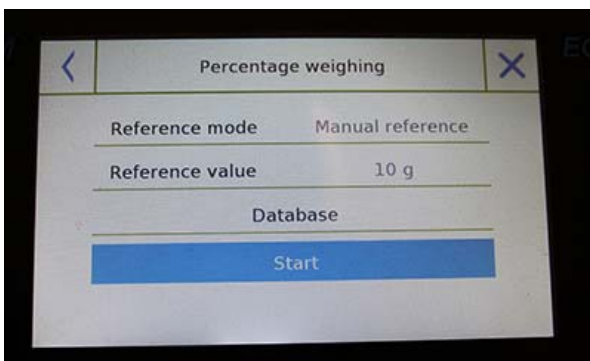 Percentage weighing
Reference mode Manual reference
Reference value 10 g
Database
Start